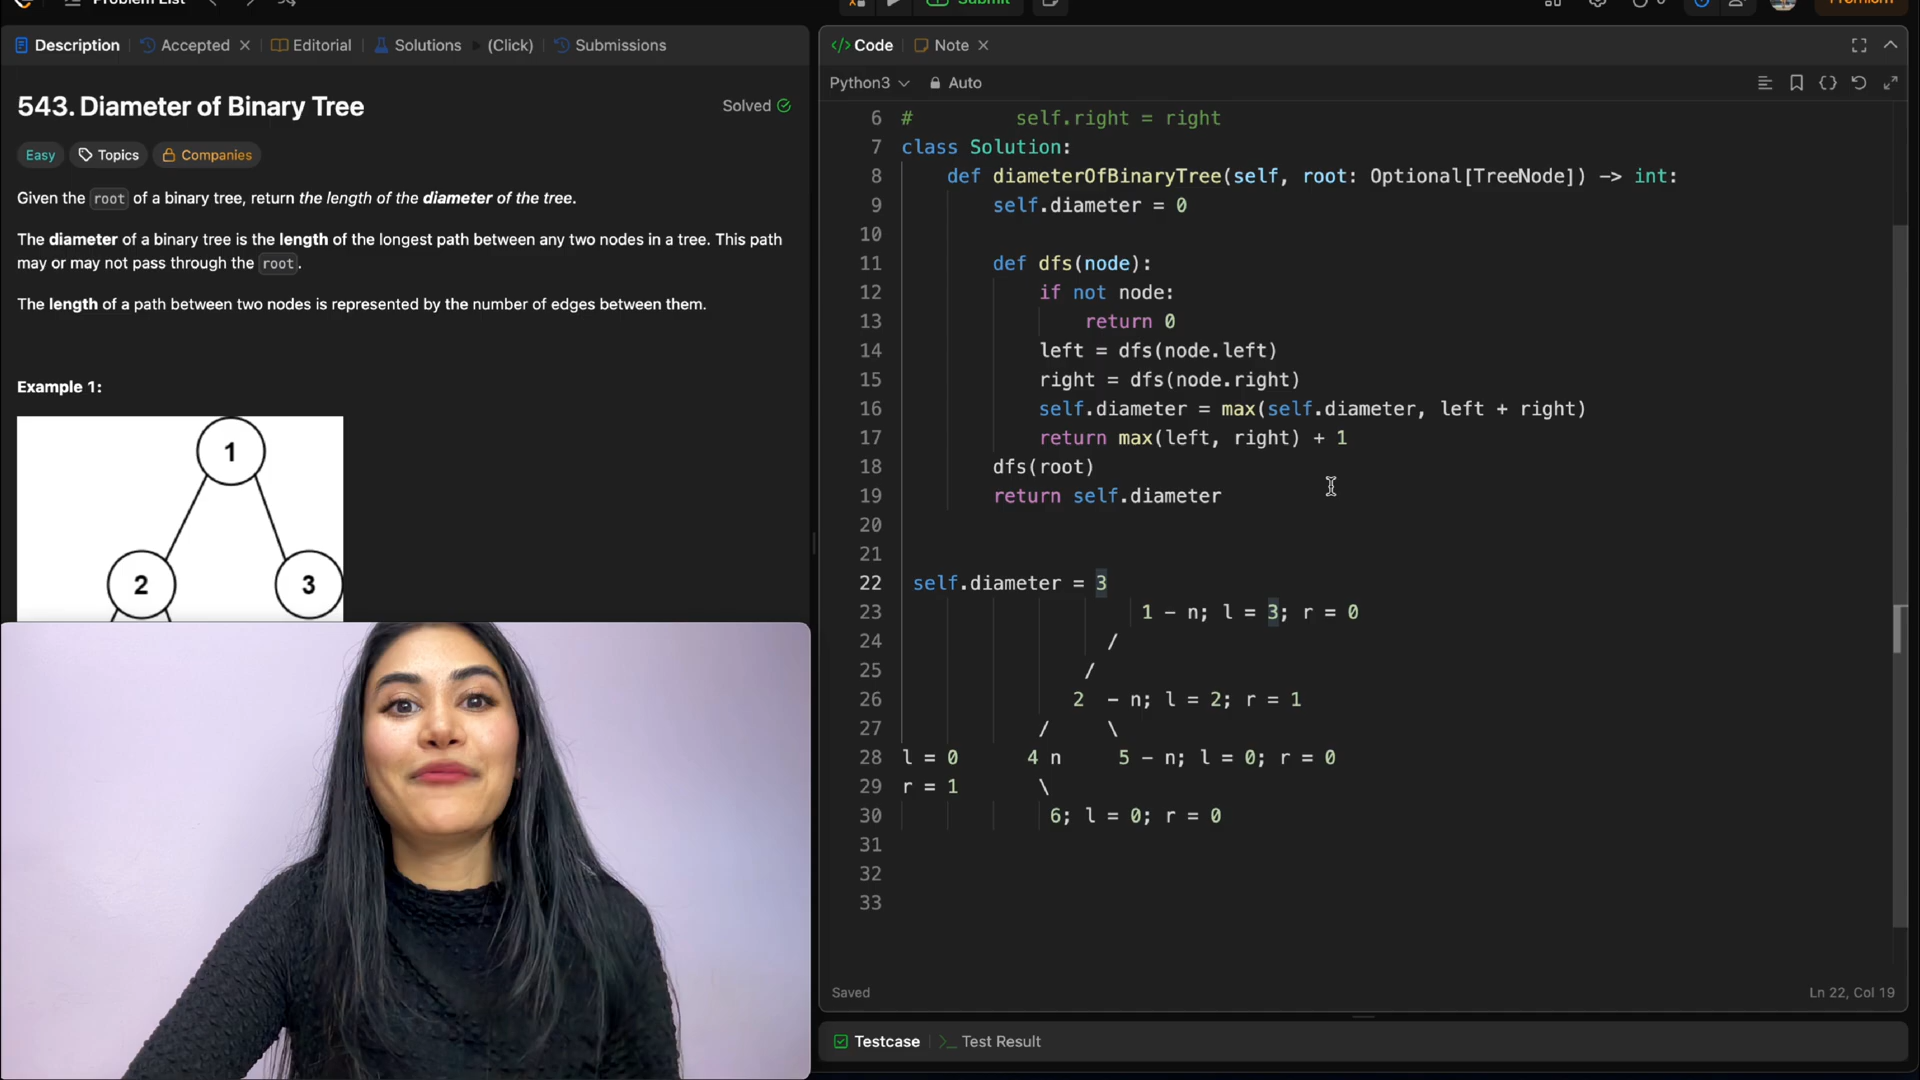 Problem List
Submit
Premium
Description
Accepted
Editorial
Solutions
(Click)
Submissions
543. Diameter of Binary Tree
Solved
Easy
Topics
Companies
Given the root of a binary tree, return the length of the diameter of the tree.
The diameter of a binary tree is the length of the longest path between any two nodes in a tree. This path
may or may not pass through the root.
The length of a path between two nodes is represented by the number of edges between them.
Example 1:
1
2
3
Code
Note
Python3
Auto
6 # self.right = right
7 class Solution:
8 def diameterOfBinaryTree(self, root: Optional[TreeNode]) -> int:
9 self.diameter = 0
10
11 def dfs(node):
12 if not node:
13 return 0
14 left = dfs(node.left)
15 right = dfs(node.right)
16 self.diameter = max(self.diameter, left + right)
17 return max(left, right) + 1
18 dfs(root)
19 return self.diameter
20
21
22 self.diameter = 3
23 1 - n; l = 3; r = 0
24 /
25 /
26 2 - n; l = 2; r = 1
27 / \
28 l = 0 4 n 5 - n; l = 0; r = 0
29 r = 1 \
30 6; l = 0; r = 0
31
32
33
Saved
Ln 22, Col 19
Testcase
Test Result